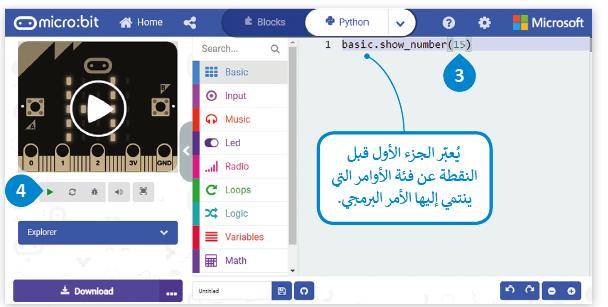 micro:bit
Home
Blocks
Python
Microsoft
Search...
Basic
Input
Music
Led
Radio
Loops
Logic
Variables
Math
1 basic.show_number(15)
3
يُعبّر الجزء الأول قبل
النقطة عن فئة الأوامر التي
ينتمي إليها الأمر البرمجي.
A
B
0 1 2 3V GND
4
Explorer
Download
Untitled